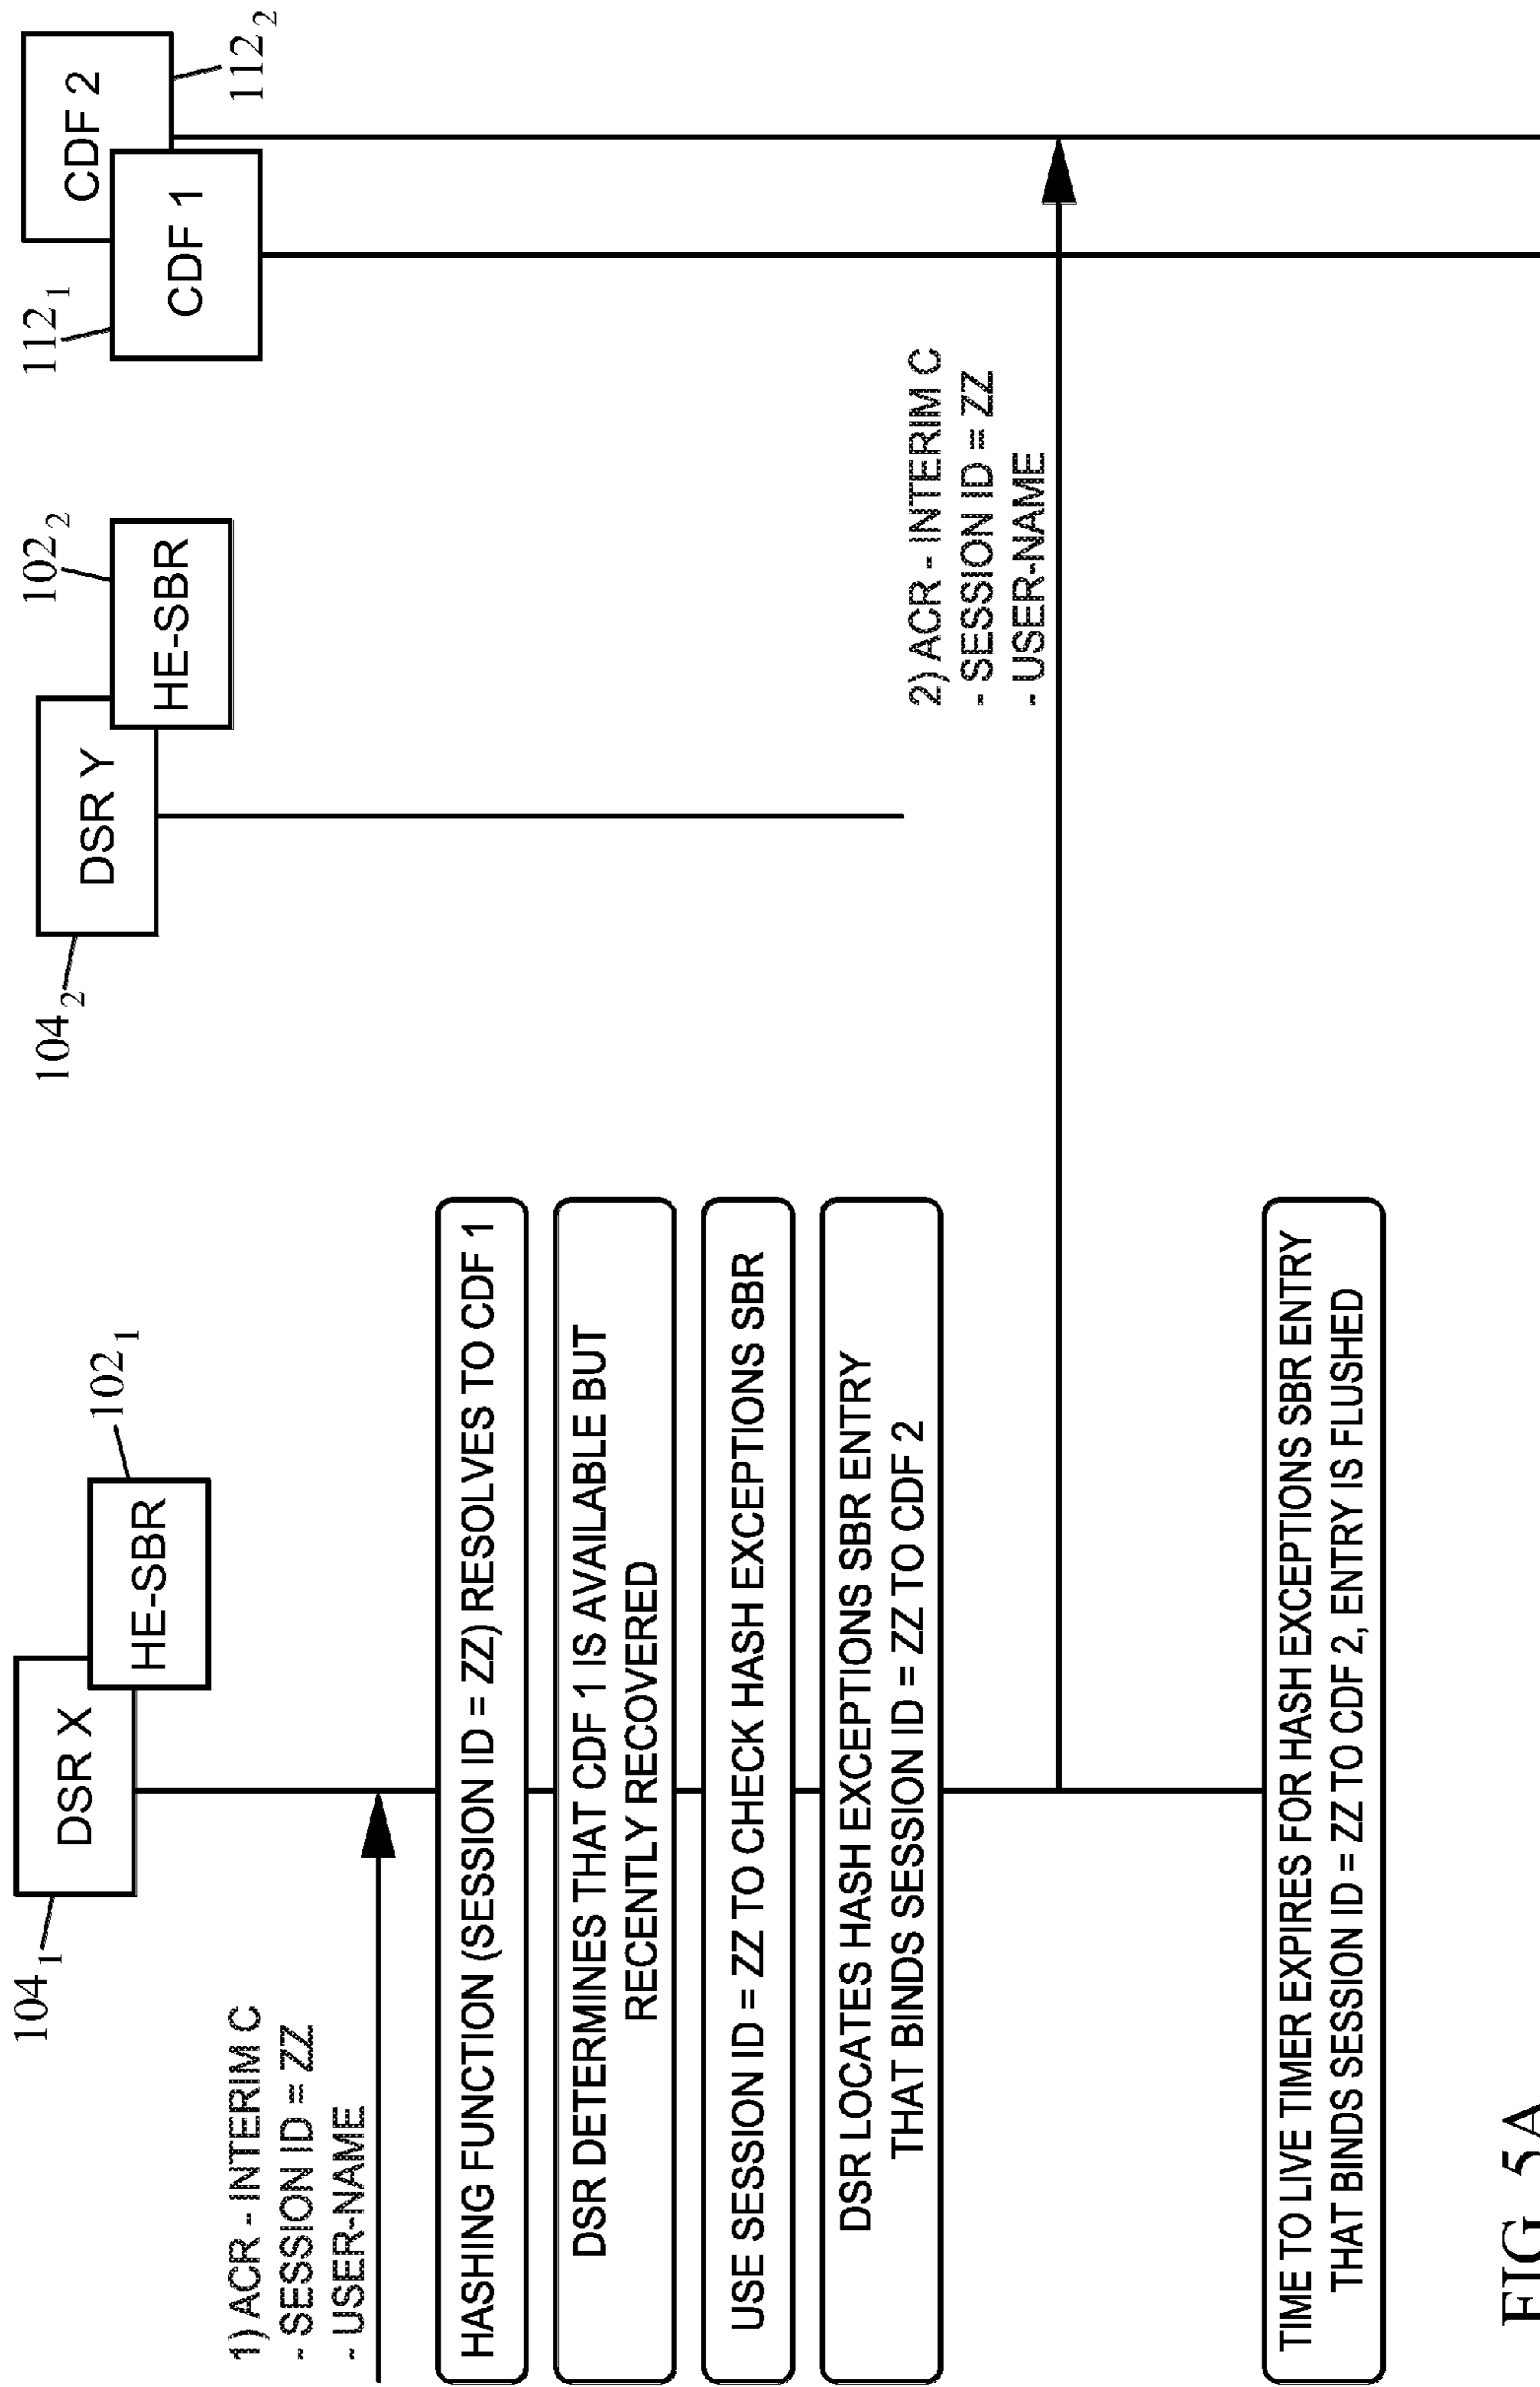 104₁
DSR X
HE-SBR
102₁
104₂
DSR Y
HE-SBR
102₂
112₁
CDF 1
CDF 2
112₂
1) ACR - INTERIM C
- SESSION ID = ZZ
- USER-NAME
HASHING FUNCTION (SESSION ID = ZZ) RESOLVES TO CDF 1
DSR DETERMINES THAT CDF 1 IS AVAILABLE BUT
RECENTLY RECOVERED
USE SESSION ID = ZZ TO CHECK HASH EXCEPTIONS SBR
DSR LOCATES HASH EXCEPTIONS SBR ENTRY
THAT BINDS SESSION ID = ZZ TO CDF 2
2) ACR - INTERIM C
- SESSION ID = ZZ
- USER-NAME
TIME TO LIVE TIMER EXPIRES FOR HASH EXCEPTIONS SBR ENTRY
THAT BINDS SESSION ID = ZZ TO CDF 2, ENTRY IS FLUSHED
FIG. 5A